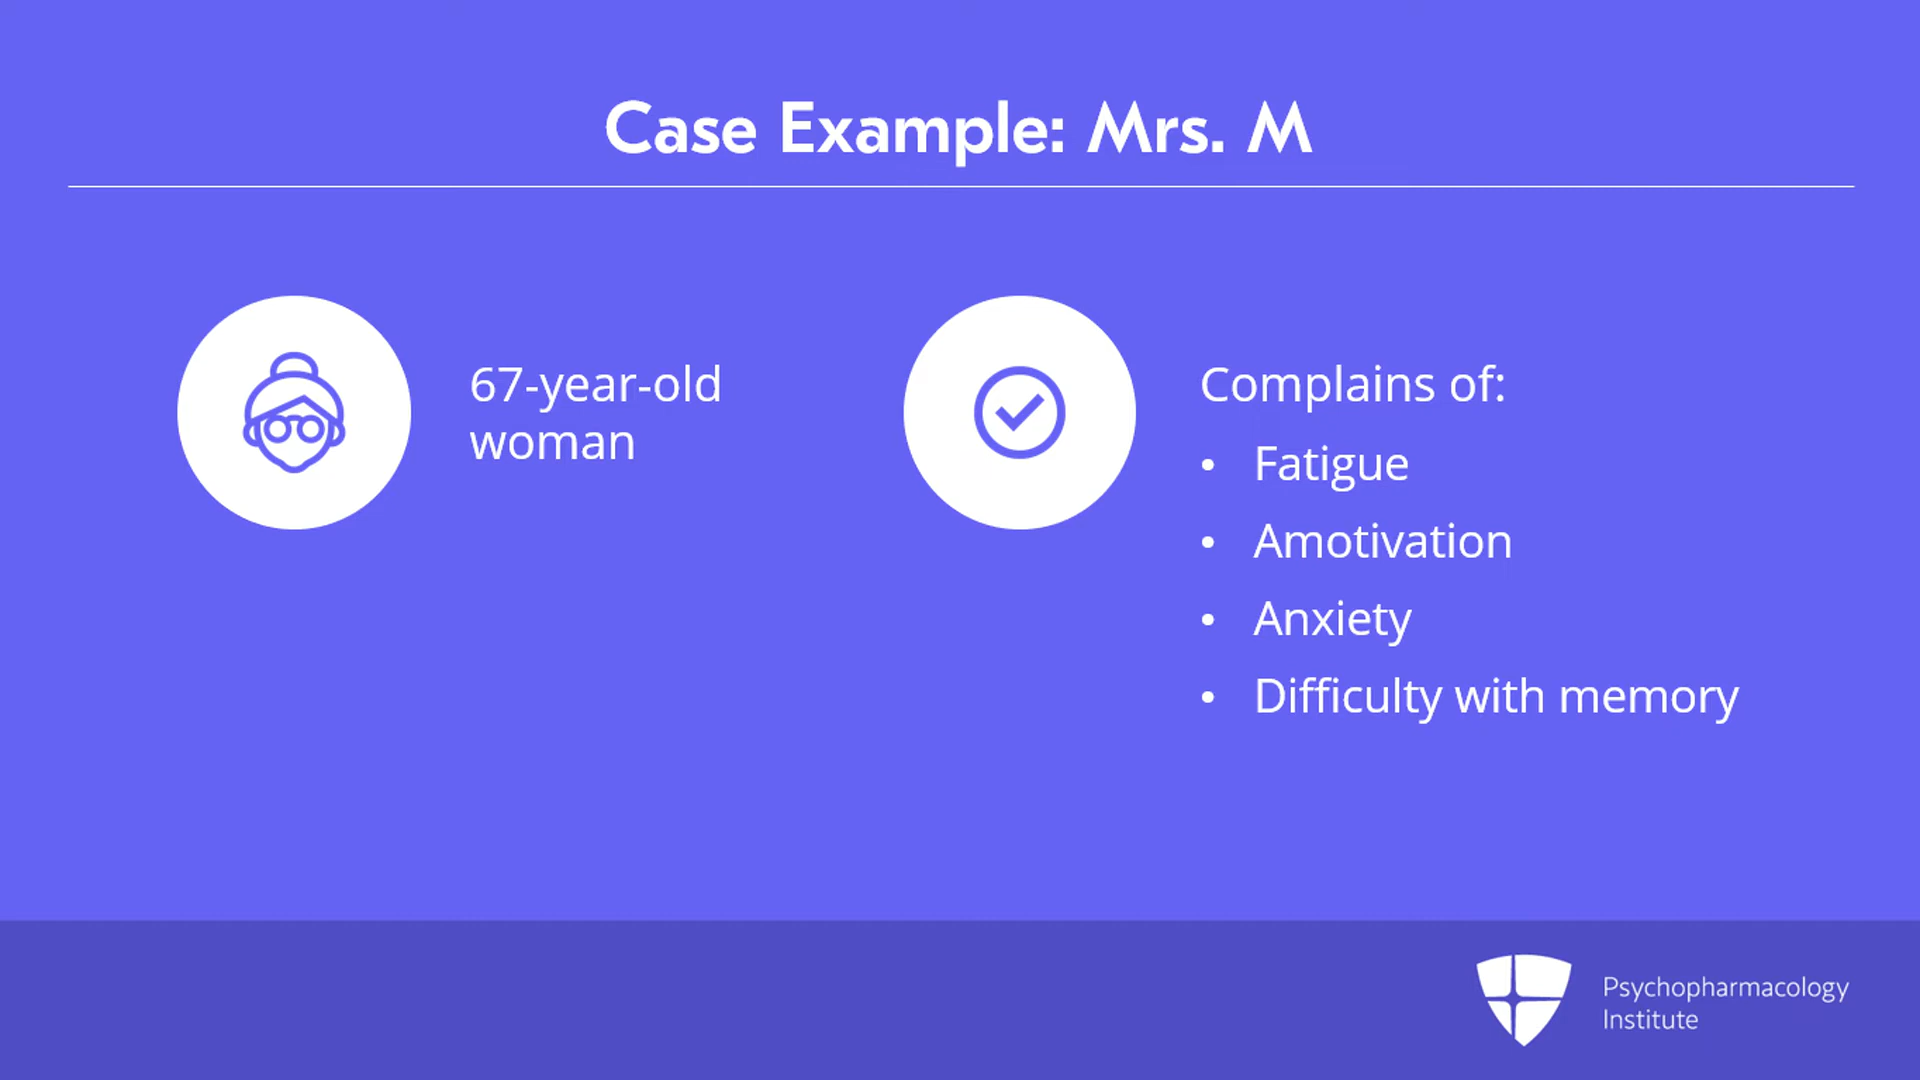 Case Example: Mrs. M
67-year-old
woman
Complains of:
• Fatigue
• Amotivation
• Anxiety
• Difficulty with memory
Psychopharmacology
Institute